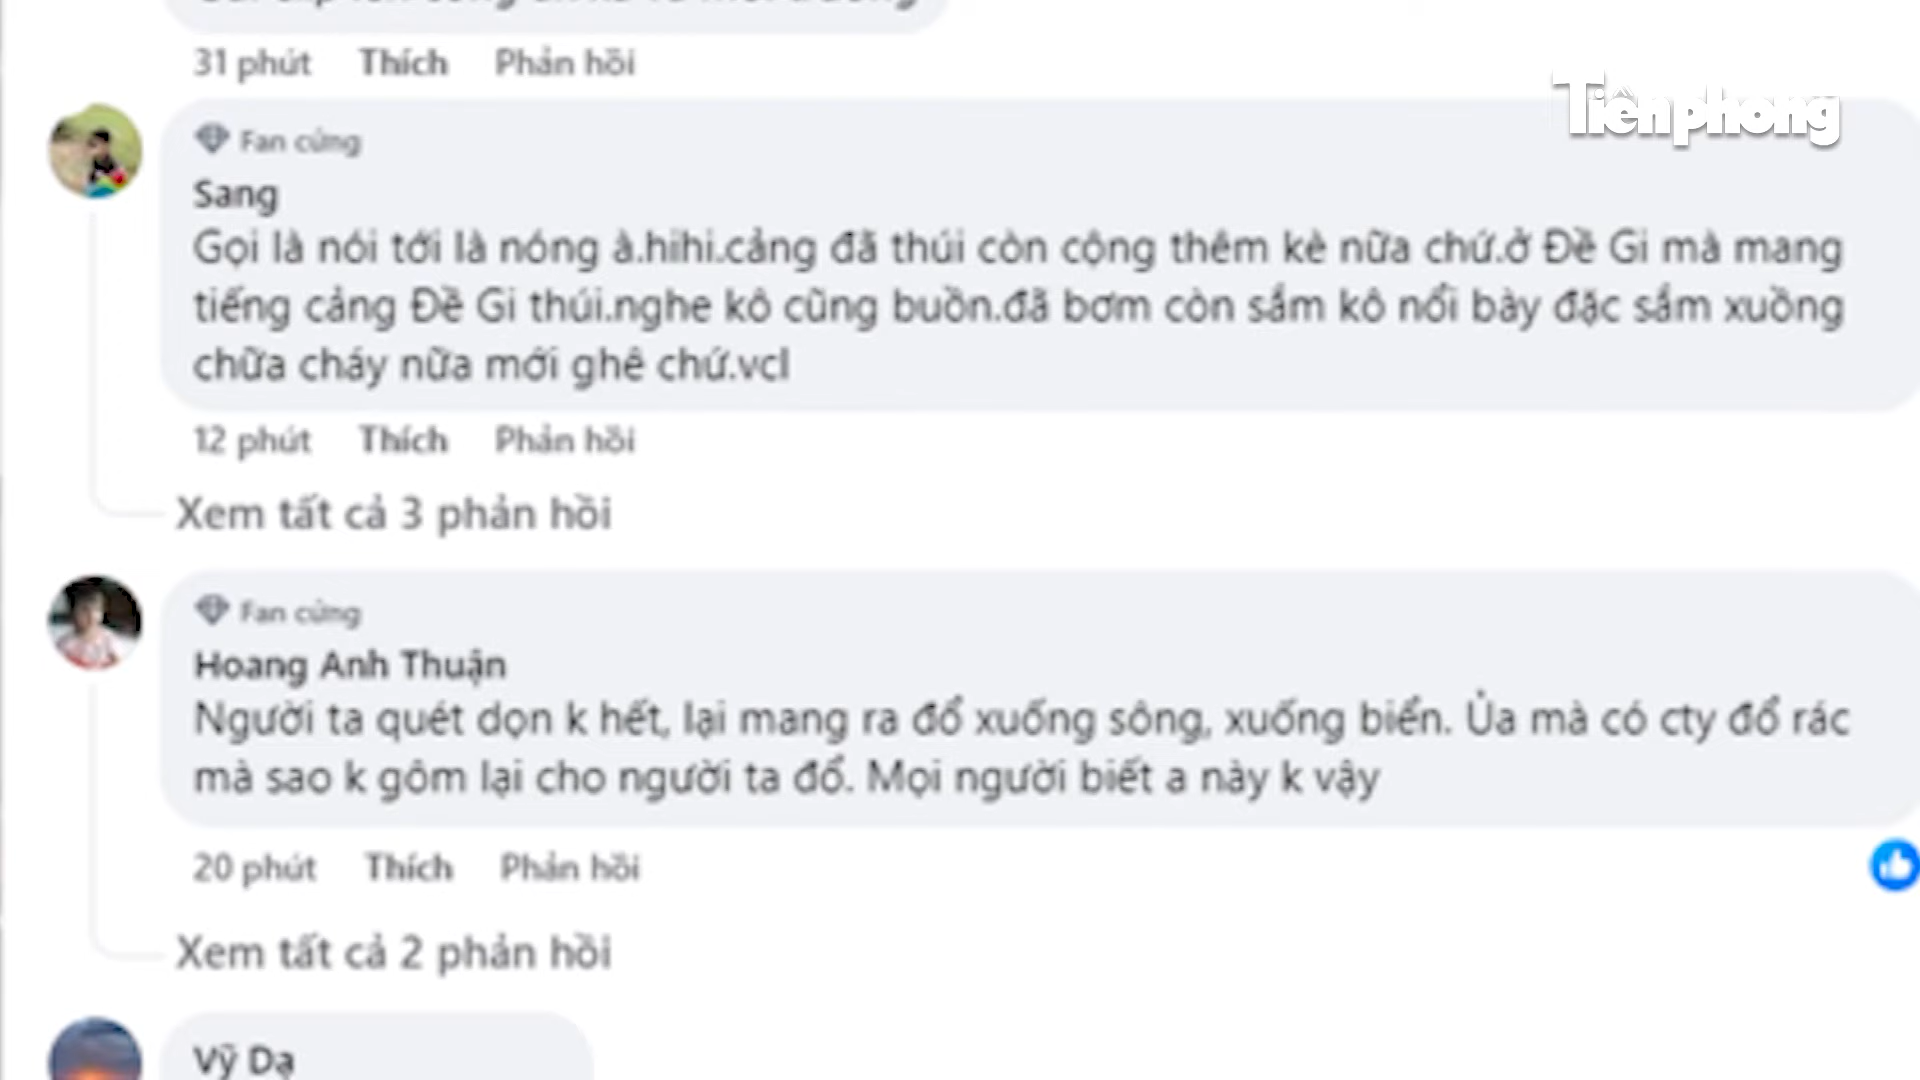 31 phút Thích Phản hồi
Tiền phong
Fan cứng
Sang
Gọi là nói tới là nóng à.hihi.cảng đã thúi còn cộng thêm kè nữa chứ.ở Đề Gi mà mang
tiếng cảng Đề Gi thúi.nghe kô cũng buồn.đã bơm còn sắm kô nổi bày đặc sắm xuồng
chữa cháy nữa mới ghê chứ.vcl
12 phút Thích Phản hồi
Xem tất cả 3 phản hồi
Fan cứng
Hoang Anh Thuận
Người ta quét dọn k hết, lại mang ra đổ xuống sông, xuống biển. Ủa mà có cty đổ rác
mà sao k gôm lại cho người ta đổ. Mọi người biết a này k vậy
20 phút Thích Phản hồi
Xem tất cả 2 phản hồi
Vỹ Dạ